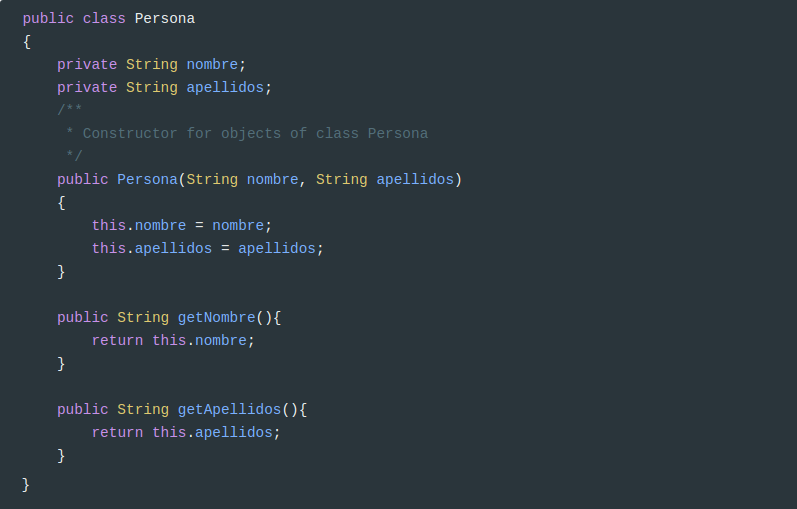 public class Persona
{
    private String nombre;
    private String apellidos;
    /**
     * Constructor for objects of class Persona
     */
    public Persona(String nombre, String apellidos)
    {
        this.nombre = nombre;
        this.apellidos = apellidos;
    }

    public String getNombre(){
        return this.nombre;
    }

    public String getApellidos(){
        return this.apellidos;
    }
}